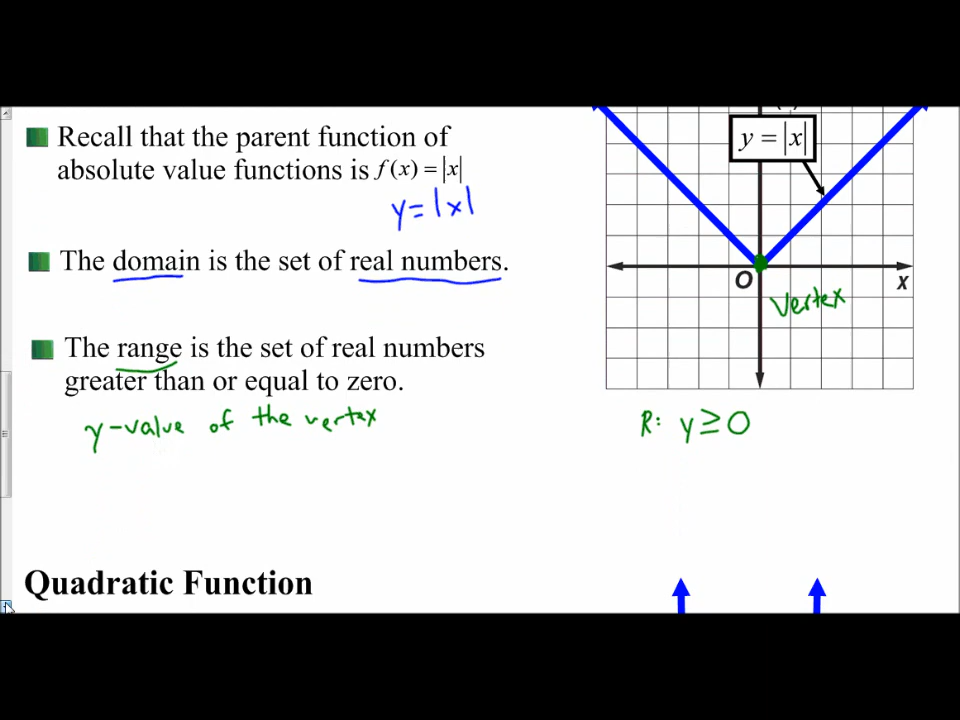 Recall that the parent function of
absolute value functions is f(x) = |x|
y = |x|
The domain is the set of real numbers.
The range is the set of real numbers
greater than or equal to zero.
y-value of the vertex
y = |x|
O
x
Vertex
R: y ≥ 0
Quadratic Function